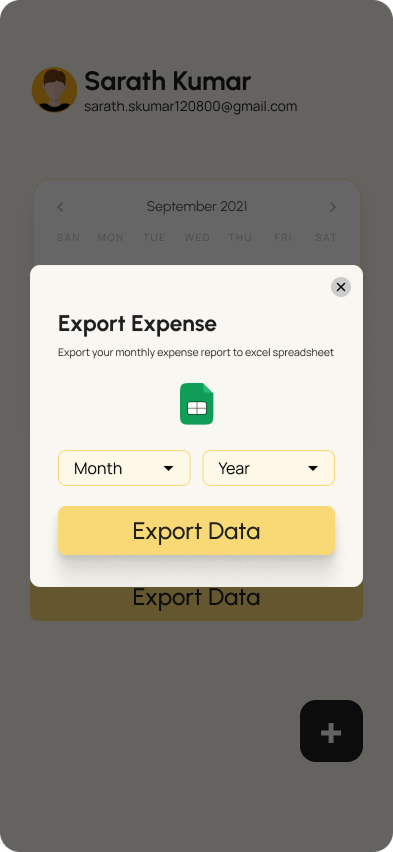 Sarath Kumar
sarath.skumar120800@gmail.com
September 2021
SAN MON TUE WED THU FRI SAT
Export Expense
Export your monthly expense report to excel spreadsheet
Month Year
Export Data
Export Data